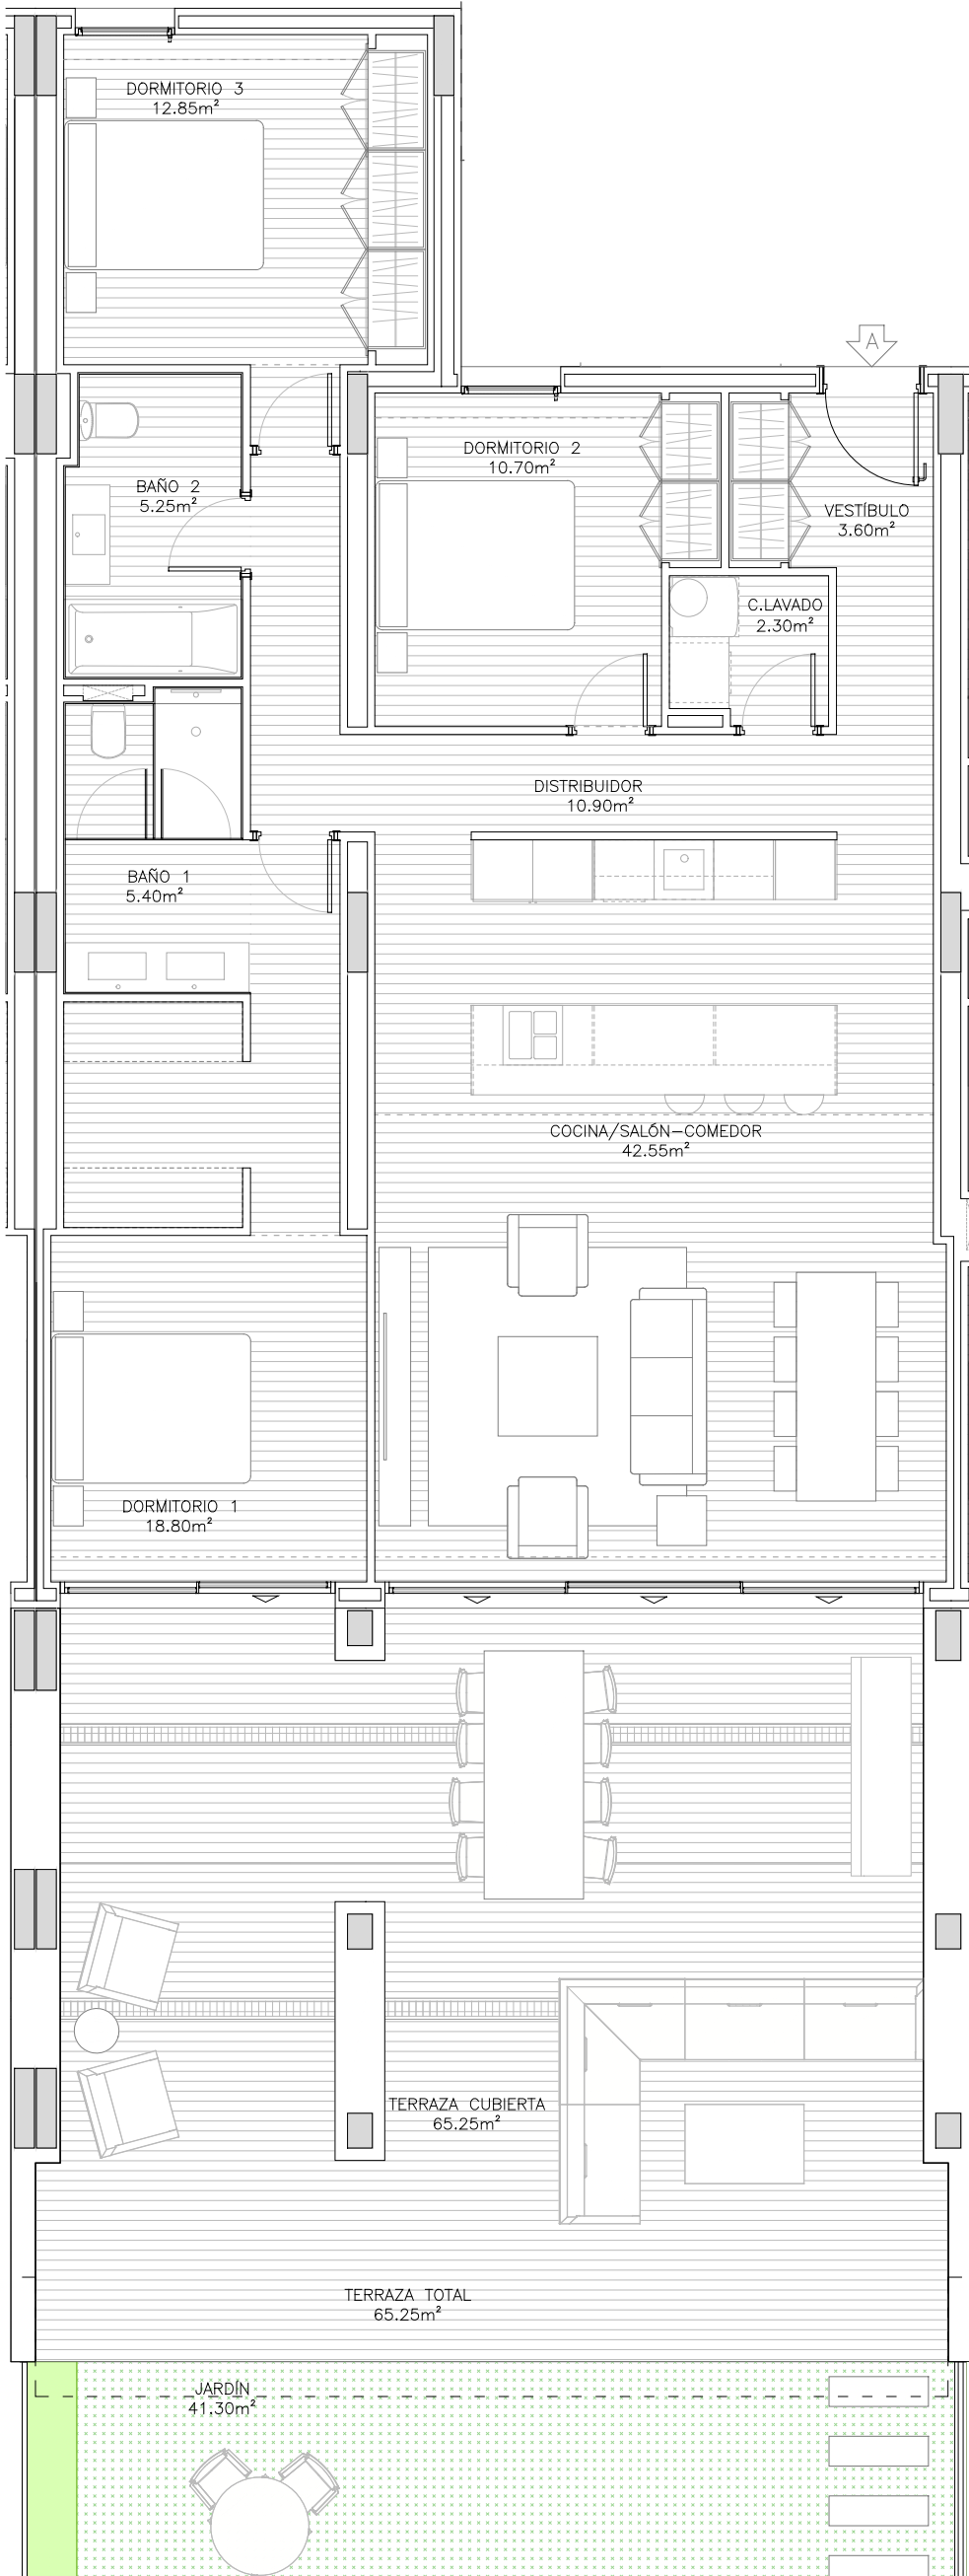 DORMITORIO 3
12.85m²
A
DORMITORIO 2
10.70m²
BAÑO 2
5.25m²
VESTÍBULO
3.60m²
C.LAVADO
2.30m²
DISTRIBUIDOR
10.90m²
BAÑO 1
5.40m²
COCINA/SALÓN-COMEDOR
42.55m²
DORMITORIO 1
18.80m²
TERRAZA CUBIERTA
65.25m²
TERRAZA TOTAL
65.25m²
JARDÍN
41.30m²